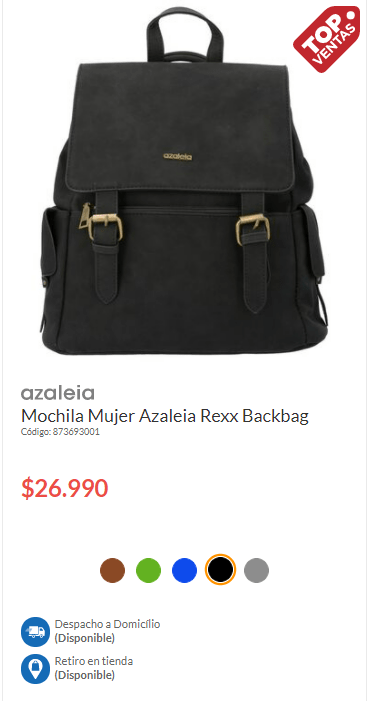 TOP
VENTAS
azaleia
azaleia
Mochila Mujer Azaleia Rexx Backbag
Código: 873693001
$26.990
Despacho a Domicílio
(Disponible)
Retiro en tienda
(Disponible)